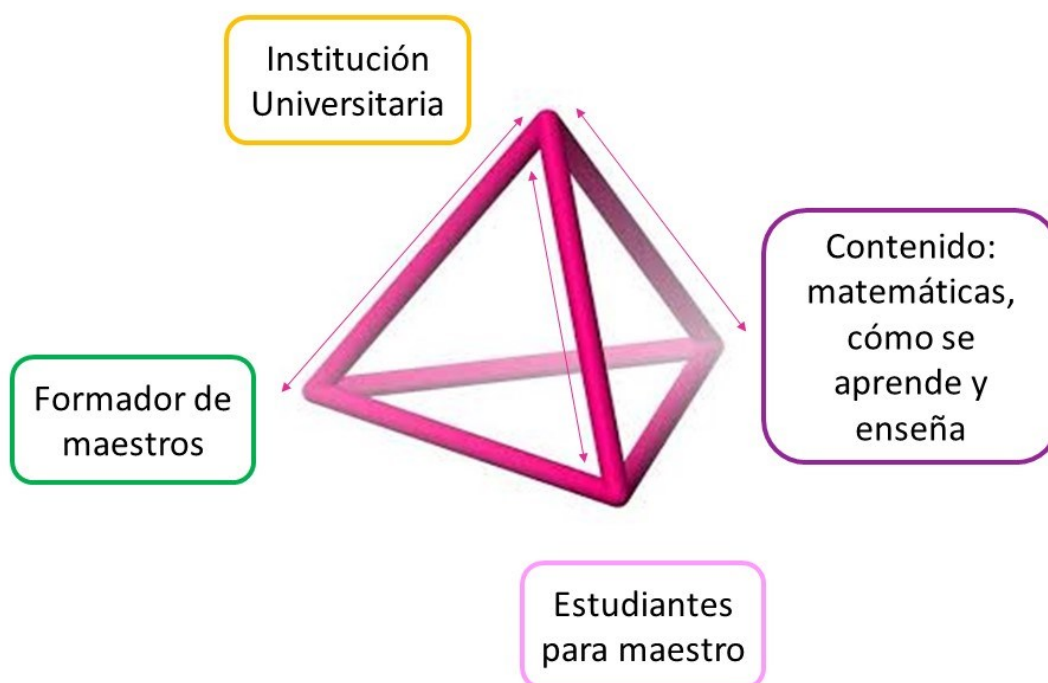 Institución
Universitaria
Contenido:
matemáticas,
cómo se
aprende y
enseña
Formador de
maestros
Estudiantes
para maestro